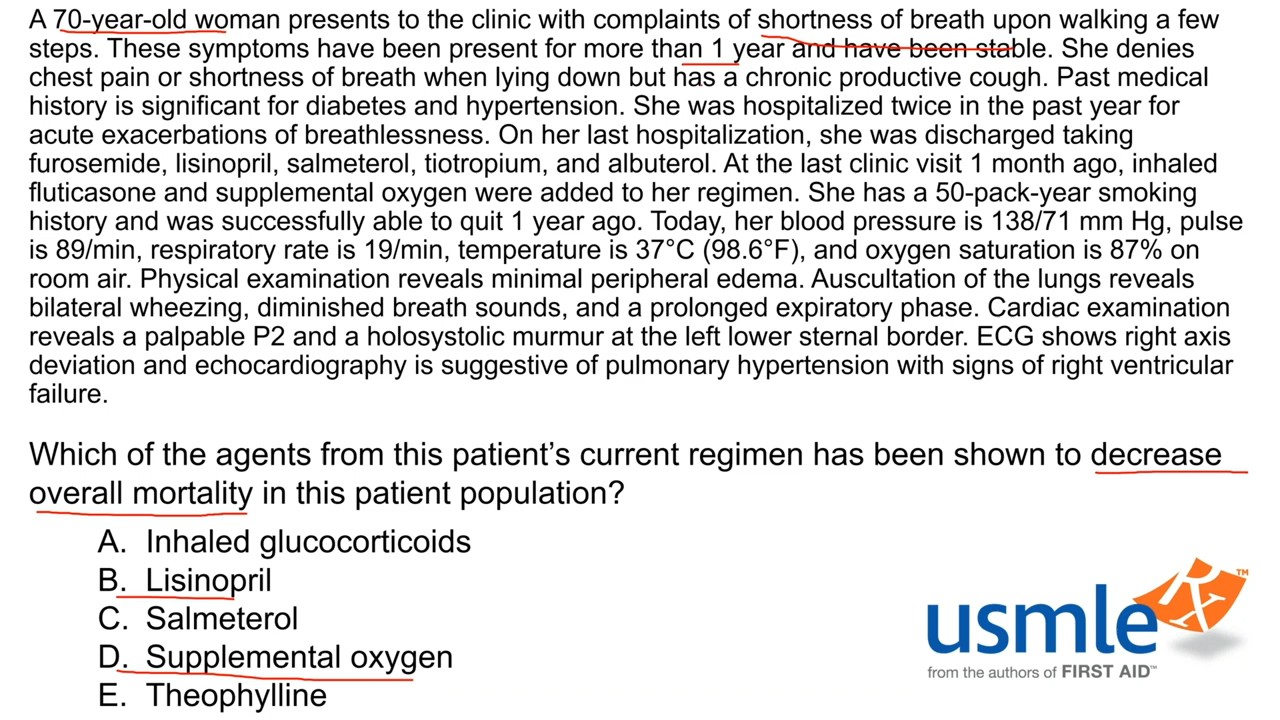 A 70-year-old woman presents to the clinic with complaints of shortness of breath upon walking a few
steps. These symptoms have been present for more than 1 year and have been stable. She denies
chest pain or shortness of breath when lying down but has a chronic productive cough. Past medical
history is significant for diabetes and hypertension. She was hospitalized twice in the past year for
acute exacerbations of breathlessness. On her last hospitalization, she was discharged taking
furosemide, lisinopril, salmeterol, tiotropium, and albuterol. At the last clinic visit 1 month ago, inhaled
fluticasone and supplemental oxygen were added to her regimen. She has a 50-pack-year smoking
history and was successfully able to quit 1 year ago. Today, her blood pressure is 138/71 mm Hg, pulse
is 89/min, respiratory rate is 19/min, temperature is 37°C (98.6°F), and oxygen saturation is 87% on
room air. Physical examination reveals minimal peripheral edema. Auscultation of the lungs reveals
bilateral wheezing, diminished breath sounds, and a prolonged expiratory phase. Cardiac examination
reveals a palpable P2 and a holosystolic murmur at the left lower sternal border. ECG shows right axis
deviation and echocardiography is suggestive of pulmonary hypertension with signs of right ventricular
failure.
Which of the agents from this patient's current regimen has been shown to decrease
overall mortality in this patient population?
A. Inhaled glucocorticoids
B. Lisinopril
C. Salmeterol
D. Supplemental oxygen
E. Theophylline
usmle Rx™
from the authors of FIRST AID™